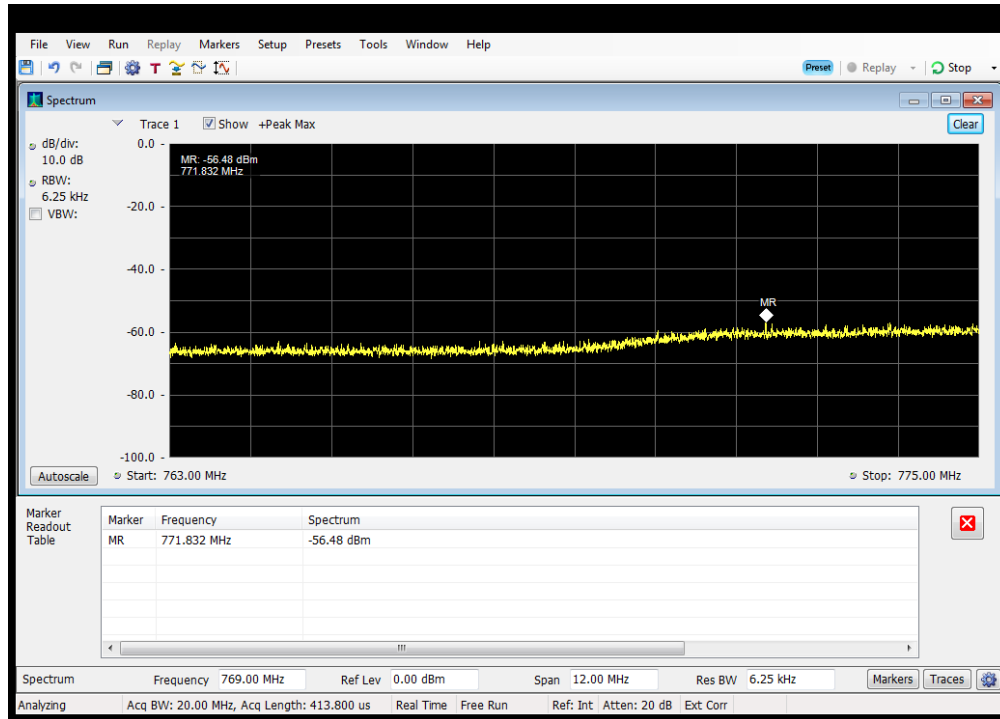 File View Run Replay Markers Setup Presets Tools Window Help
T Preset Replay Stop
Spectrum
Trace 1 Show +Peak Max Clear
dB/div:
10.0 dB
RBW:
6.25 kHz
VBW:
0.0
MR: -56.48 dBm
771.832 MHz
-20.0
-40.0
MR
-60.0
-80.0
-100.0
Autoscale Start: 763.00 MHz Stop: 775.00 MHz
Marker
Readout
Table
Marker Frequency Spectrum
MR 771.832 MHz -56.48 dBm
Spectrum Frequency 769.00 MHz Ref Lev 0.00 dBm Span 12.00 MHz Res BW 6.25 kHz Markers Traces
Analyzing Acq BW: 20.00 MHz, Acq Length: 413.800 us Real Time Free Run Ref: Int Atten: 20 dB Ext Corr